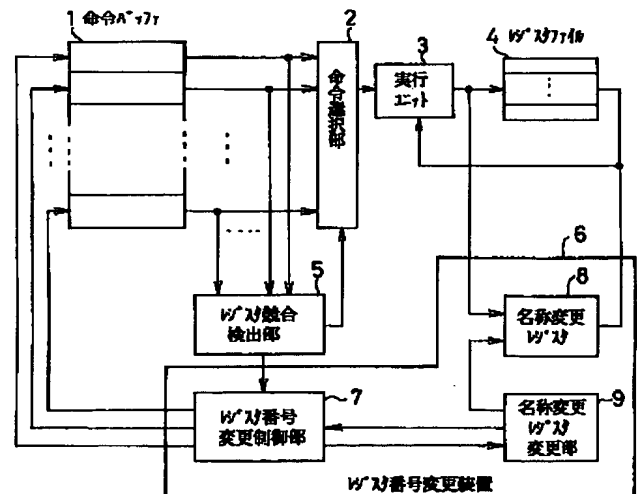 1 命令バッファ
2
命令選択部
3
実行
ユニット
4 レジスタファイル
5
レジスタ競合
検出部
6
7
レジスタ番号
変更制御部
8
名称変更
レジスタ
9
名称変更
レジスタ
変更部
レジスタ番号変更装置